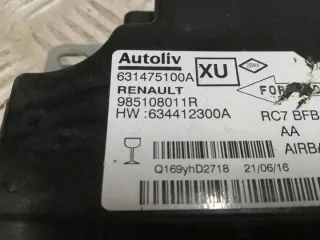 Autoliv
631475100A XU
RENAULT
985108011R
HW :634412300A RC7 BFB
AA
AIRBA
Q169yhD2718 21/06/16